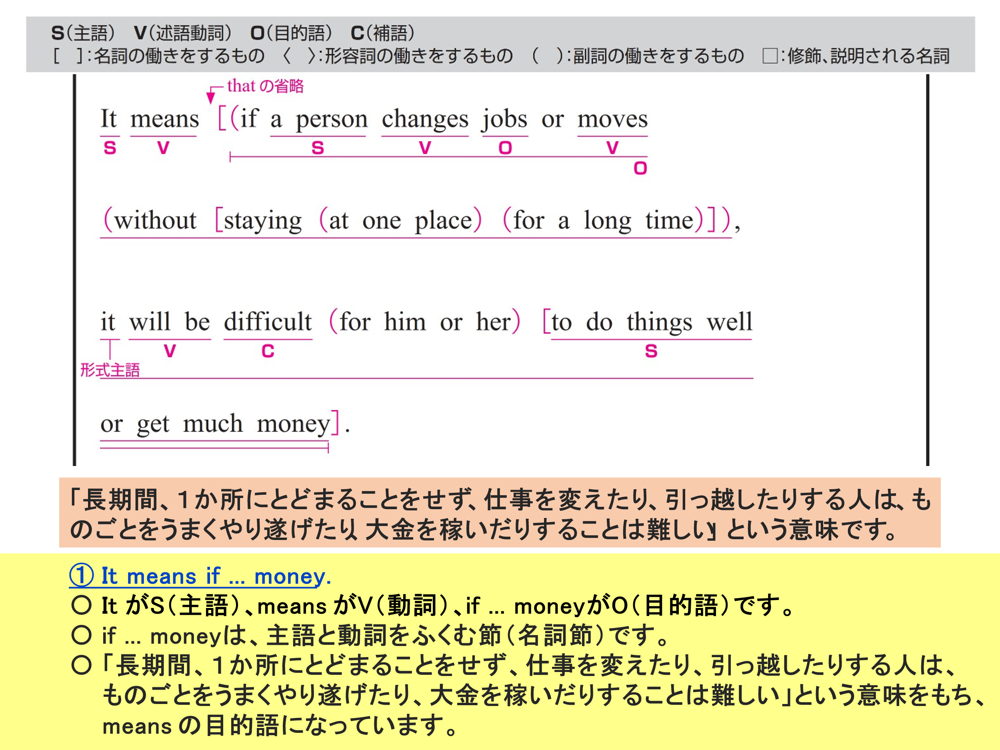 S（主語）　V（述語動詞）　O（目的語）　C（補語）
[　]：名詞の働きをするもの　〈　〉：形容詞の働きをするもの　（　）：副詞の働きをするもの　□：修飾、説明される名詞
that の省略
It means [(if a person changes jobs or moves
S V S V O V
O
(without [staying (at one place) (for a long time)]),
it will be difficult (for him or her) [to do things well
V C S
形式主語
or get much money].
「長期間、１か所にとどまることをせず、仕事を変えたり、引っ越したりする人は、も
のごとをうまくやり遂げたり、大金を稼いだりすることは難しい」という意味です。
① It means if ... money.
○ It がS（主語）、means がV（動詞）、if ... moneyがO（目的語）です。
○ if ... moneyは、主語と動詞をふくむ節（名詞節）です。
○「長期間、１か所にとどまることをせず、仕事を変えたり、引っ越したりする人は、
ものごとをうまくやり遂げたり、大金を稼いだりすることは難しい」という意味をもち、
means の目的語になっています。